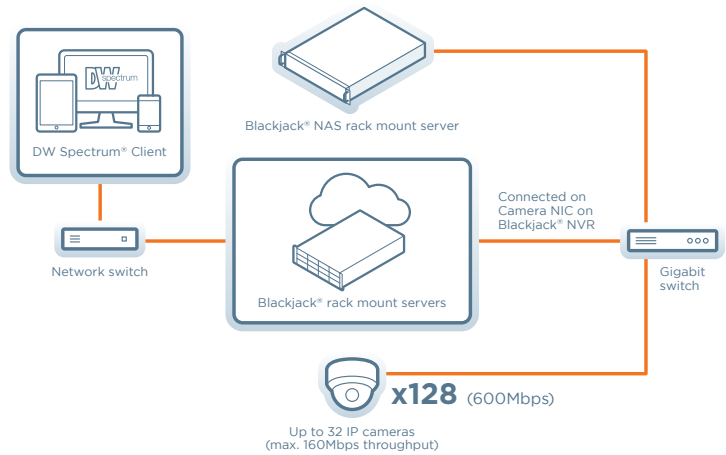 DW spectrum
DW Spectrum® Client
Blackjack® NAS rack mount server
Network switch
Blackjack® rack mount servers
Connected on
Camera NIC on
Blackjack® NVR
Gigabit
switch
x128 (600Mbps)
Up to 32 IP cameras
(max. 160Mbps throughput)